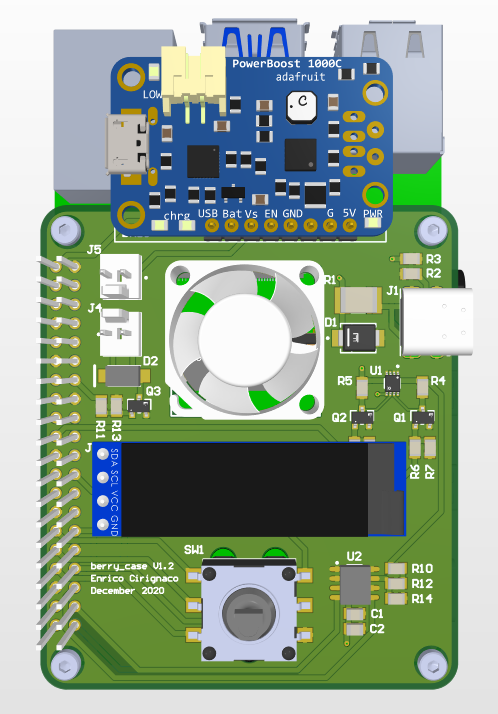 PowerBoost 1000C
adafruit
LOW
C
chrg
USB Bat Vs EN GND G 5V PWR
J5
R3
R2
R1
J1
J4
D1
D2
U1
R5
R4
Q3
Q2
Q1
R11
R13
R6
R7
J
SDA
SCL
VCC
GND
SW1
U2
berry_case V1.2
Enrico Cirignaco
December 2020
R10
R12
R14
C1
C2